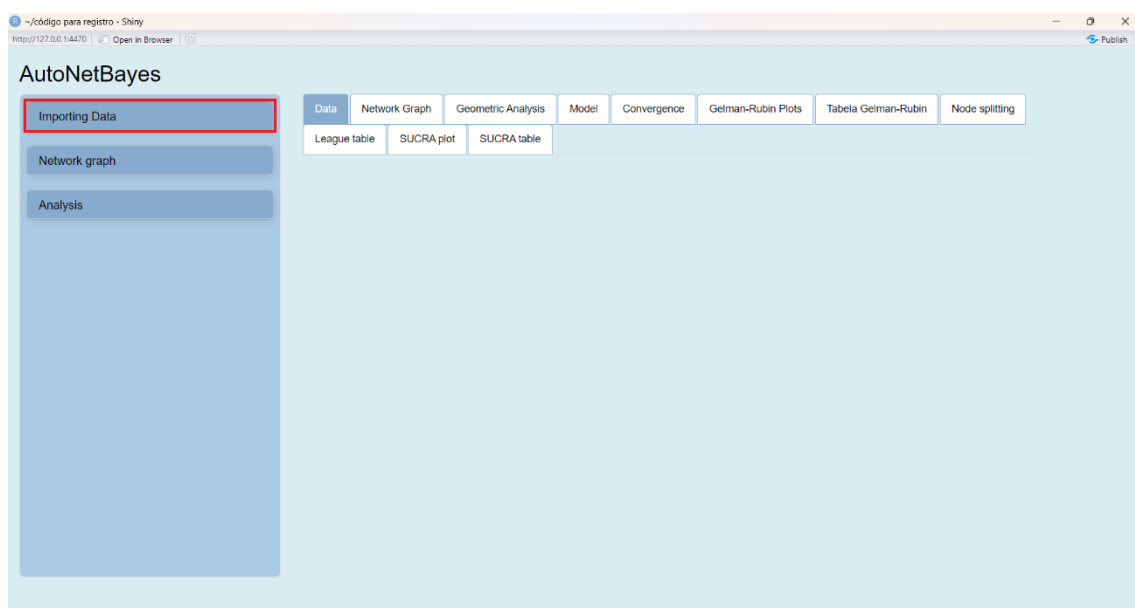 ~/código para registro - Shiny
http://127.0.0.1:4470 Open in Browser Publish
AutoNetBayes
Importing Data
Network graph
Analysis
Data Network Graph Geometric Analysis Model Convergence Gelman-Rubin Plots Tabela Gelman-Rubin Node splitting
League table SUCRA plot SUCRA table